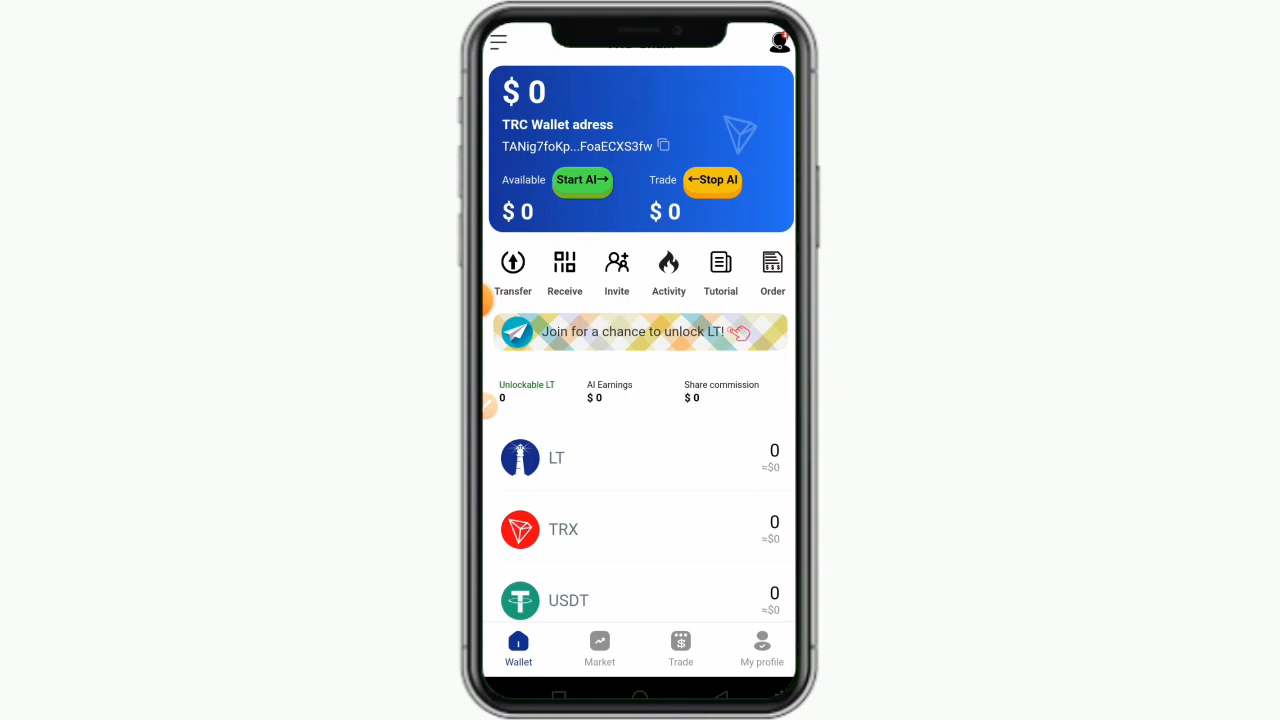 $ 0
TRC Wallet adress
TANig7foKp...FoaECXS3fw
Available Start AI→ Trade ←Stop AI
$ 0 $ 0
Transfer Receive Invite Activity Tutorial Order
Join for a chance to unlock LT!
Unlockable LT AI Earnings Share commission
0 $ 0 $ 0
LT 0
≈$0
TRX 0
≈$0
USDT 0
≈$0
Wallet Market Trade My profile